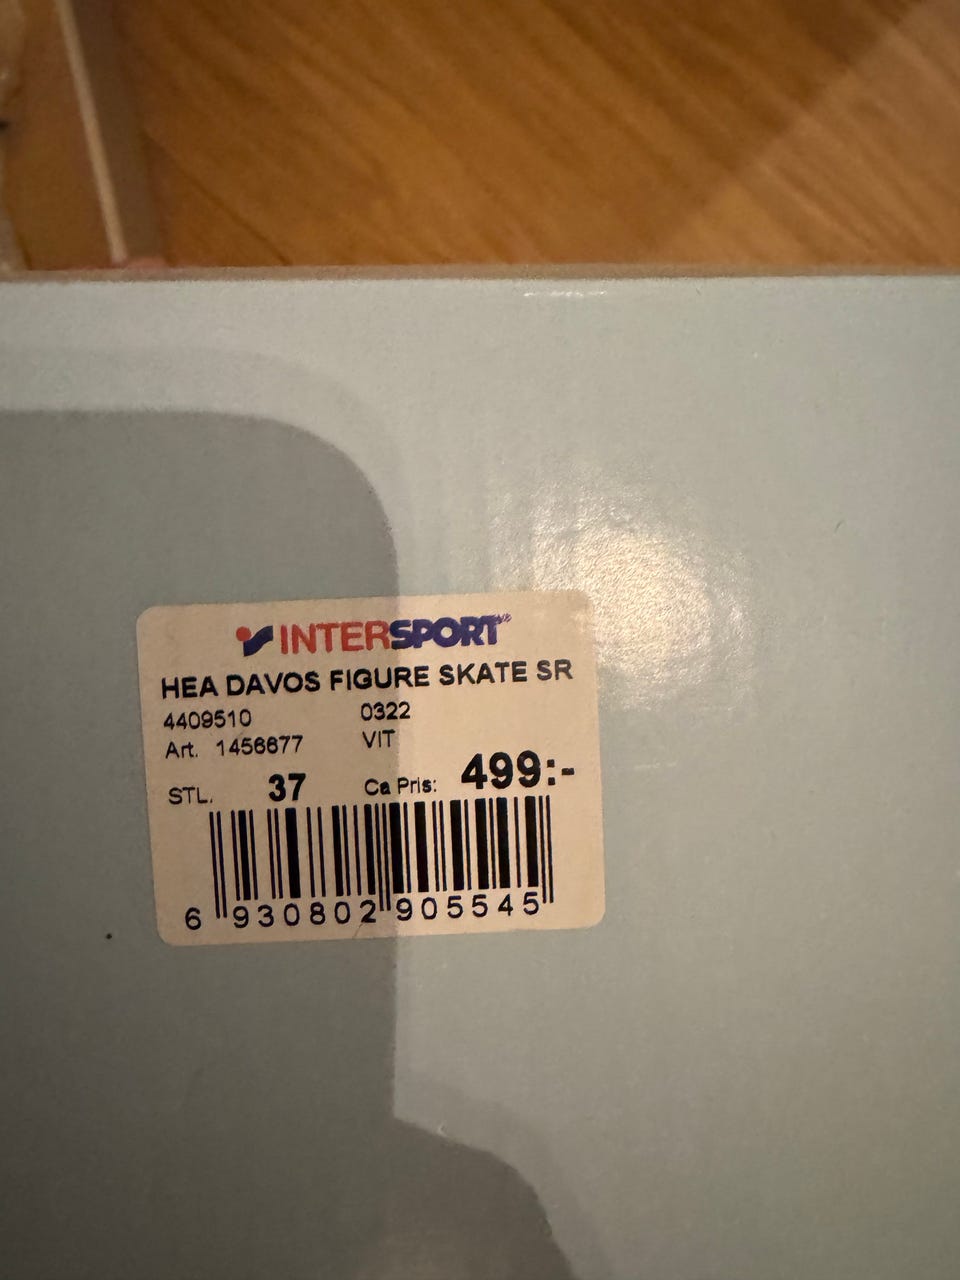 INTERSPORT
HEA DAVOS FIGURE SKATE SR
4409510 0322
Art. 1456677 VIT
STL. 37 Ca Pris: 499:-
6 930802 905545